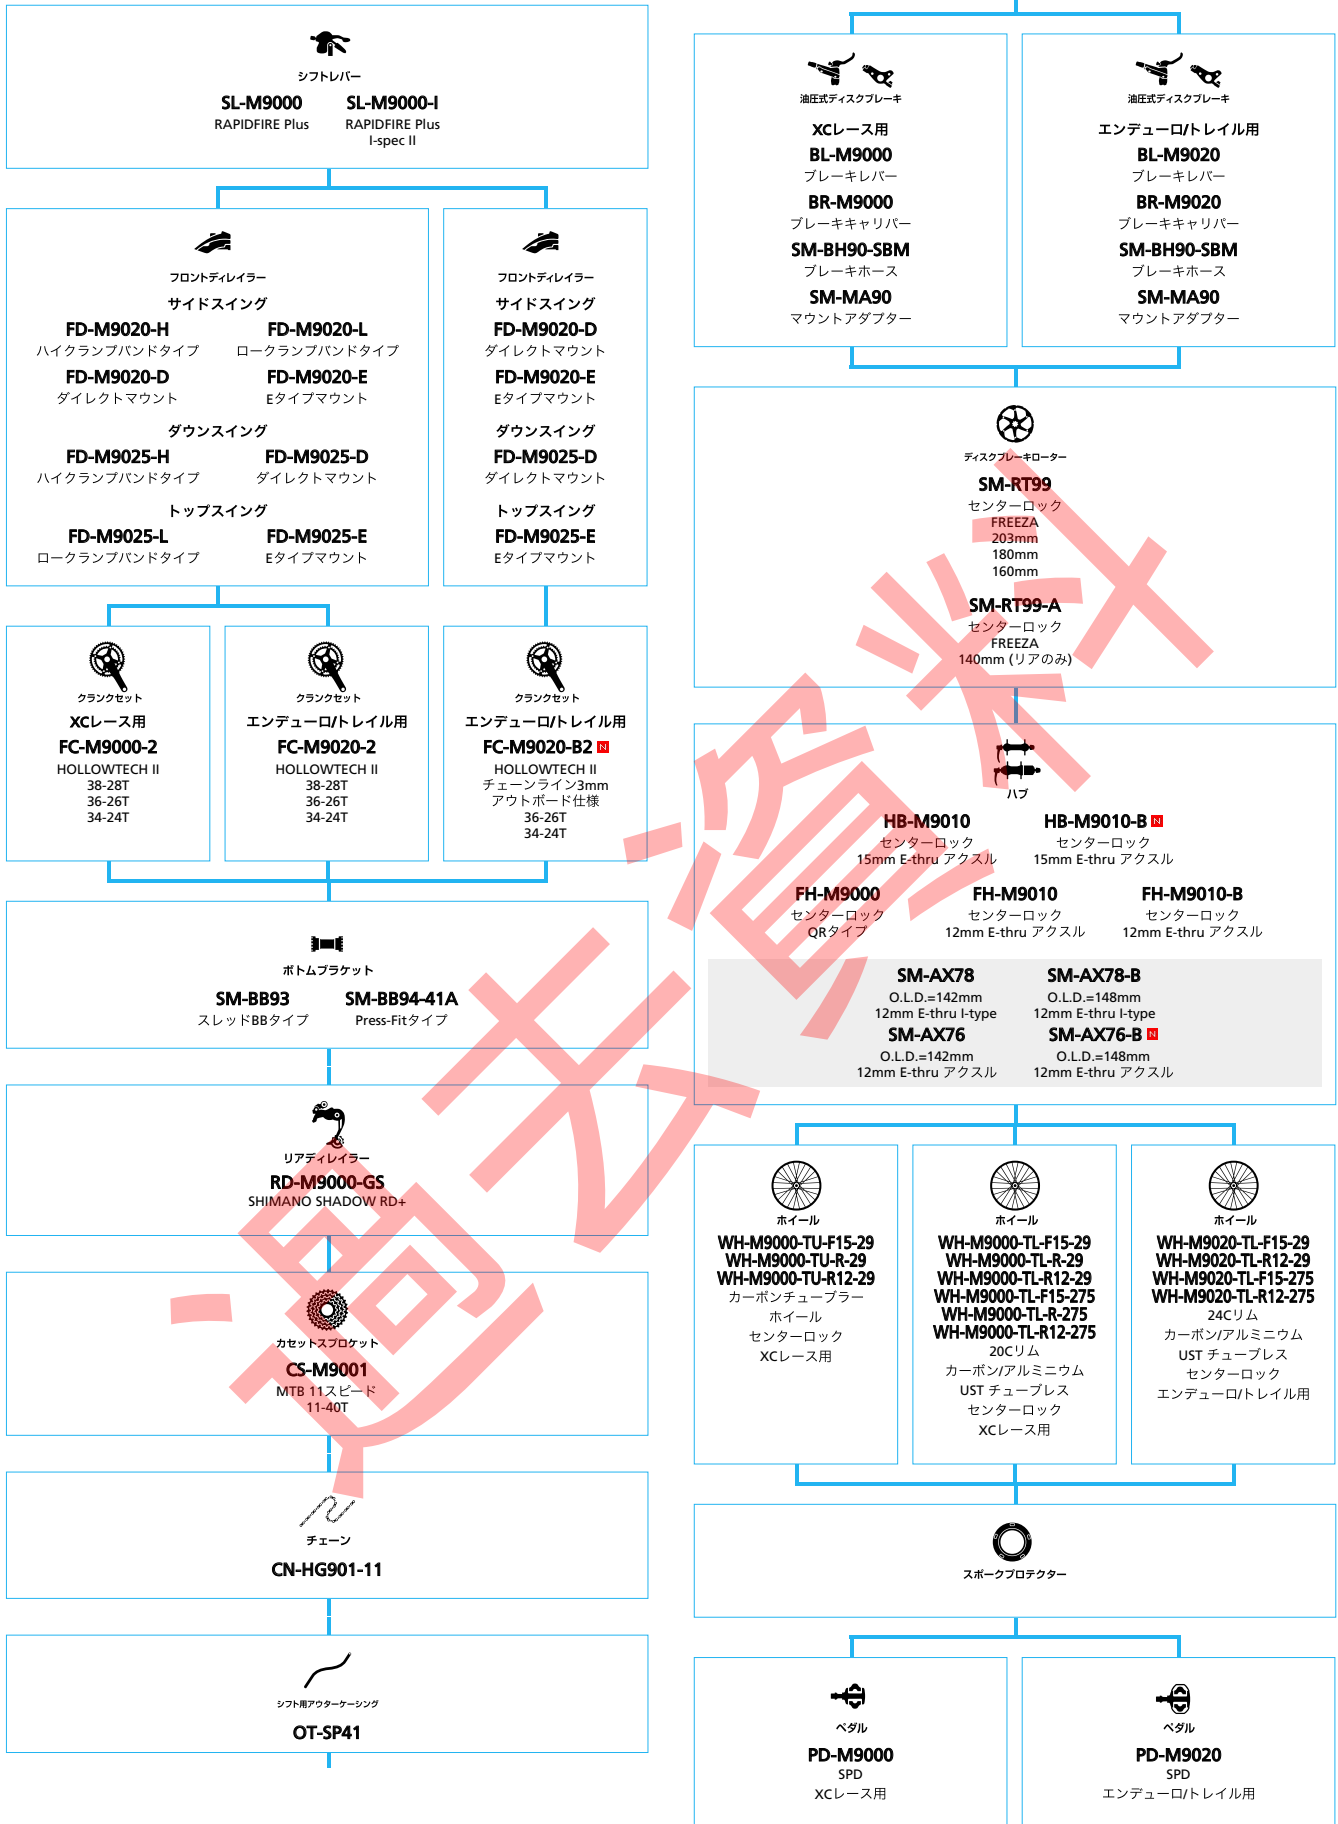 シフトレバー
SL-M9000
RAPIDFIRE Plus
SL-M9000-I
RAPIDFIRE Plus
I-spec II
フロントディレイラー
サイドスイング
FD-M9020-H
ハイクランプバンドタイプ
FD-M9020-L
ロークランプバンドタイプ
FD-M9020-D
ダイレクトマウント
FD-M9020-E
Eタイプマウント
ダウンスイング
FD-M9025-H
ハイクランプバンドタイプ
FD-M9025-D
ダイレクトマウント
トップスイング
FD-M9025-L
ロークランプバンドタイプ
FD-M9025-E
Eタイプマウント
フロントディレイラー
サイドスイング
FD-M9020-D
ダイレクトマウント
FD-M9020-E
Eタイプマウント
ダウンスイング
FD-M9025-D
ダイレクトマウント
トップスイング
FD-M9025-E
Eタイプマウント
クランクセット
XCレース用
FC-M9000-2
HOLLOWTECH II
38-28T
36-26T
34-24T
クランクセット
エンデューロ/トレイル用
FC-M9020-2
HOLLOWTECH II
38-28T
36-26T
34-24T
クランクセット
エンデューロ/トレイル用
FC-M9020-B2 N
HOLLOWTECH II
チェーンライン3mm
アウトボード仕様
36-26T
34-24T
ボトムブラケット
SM-BB93
スレッドBBタイプ
SM-BB94-41A
Press-Fitタイプ
リアディレイラー
RD-M9000-GS
SHIMANO SHADOW RD+
カセットスプロケット
CS-M9001
MTB 11スピード
11-40T
チェーン
CN-HG901-11
シフト用アウターケーシング
OT-SP41
油圧式ディスクブレーキ
XCレース用
BL-M9000
ブレーキレバー
BR-M9000
ブレーキキャリパー
SM-BH90-SBM
ブレーキホース
SM-MA90
マウントアダプター
油圧式ディスクブレーキ
エンデューロ/トレイル用
BL-M9020
ブレーキレバー
BR-M9020
ブレーキキャリパー
SM-BH90-SBM
ブレーキホース
SM-MA90
マウントアダプター
ディスクブレーキローター
SM-RT99
センターロック
FREEZA
203mm
180mm
160mm
SM-RT99-A
センターロック
FREEZA
140mm (リアのみ)
ハブ
HB-M9010
センターロック
15mm E-thru アクスル
HB-M9010-B N
センターロック
15mm E-thru アクスル
FH-M9000
センターロック
QRタイプ
FH-M9010
センターロック
12mm E-thru アクスル
FH-M9010-B
センターロック
12mm E-thru アクスル
SM-AX78
O.L.D.=142mm
12mm E-thru I-type
SM-AX78-B
O.L.D.=148mm
12mm E-thru I-type
SM-AX76
O.L.D.=142mm
12mm E-thru アクスル
SM-AX76-B N
O.L.D.=148mm
12mm E-thru アクスル
ホイール
WH-M9000-TU-F15-29
WH-M9000-TU-R-29
WH-M9000-TU-R12-29
カーボンチューブラー
ホイール
センターロック
XCレース用
ホイール
WH-M9000-TL-F15-29
WH-M9000-TL-R-29
WH-M9000-TL-R12-29
WH-M9000-TL-F15-275
WH-M9000-TL-R-275
WH-M9000-TL-R12-275
20Cリム
カーボン/アルミニウム
UST チューブレス
センターロック
XCレース用
ホイール
WH-M9020-TL-F15-29
WH-M9020-TL-R12-29
WH-M9020-TL-F15-275
WH-M9020-TL-R12-275
24Cリム
カーボン/アルミニウム
UST チューブレス
センターロック
エンデューロ/トレイル用
スポークプロテクター
ペダル
PD-M9000
SPD
XCレース用
ペダル
PD-M9020
SPD
エンデューロ/トレイル用
過去資料